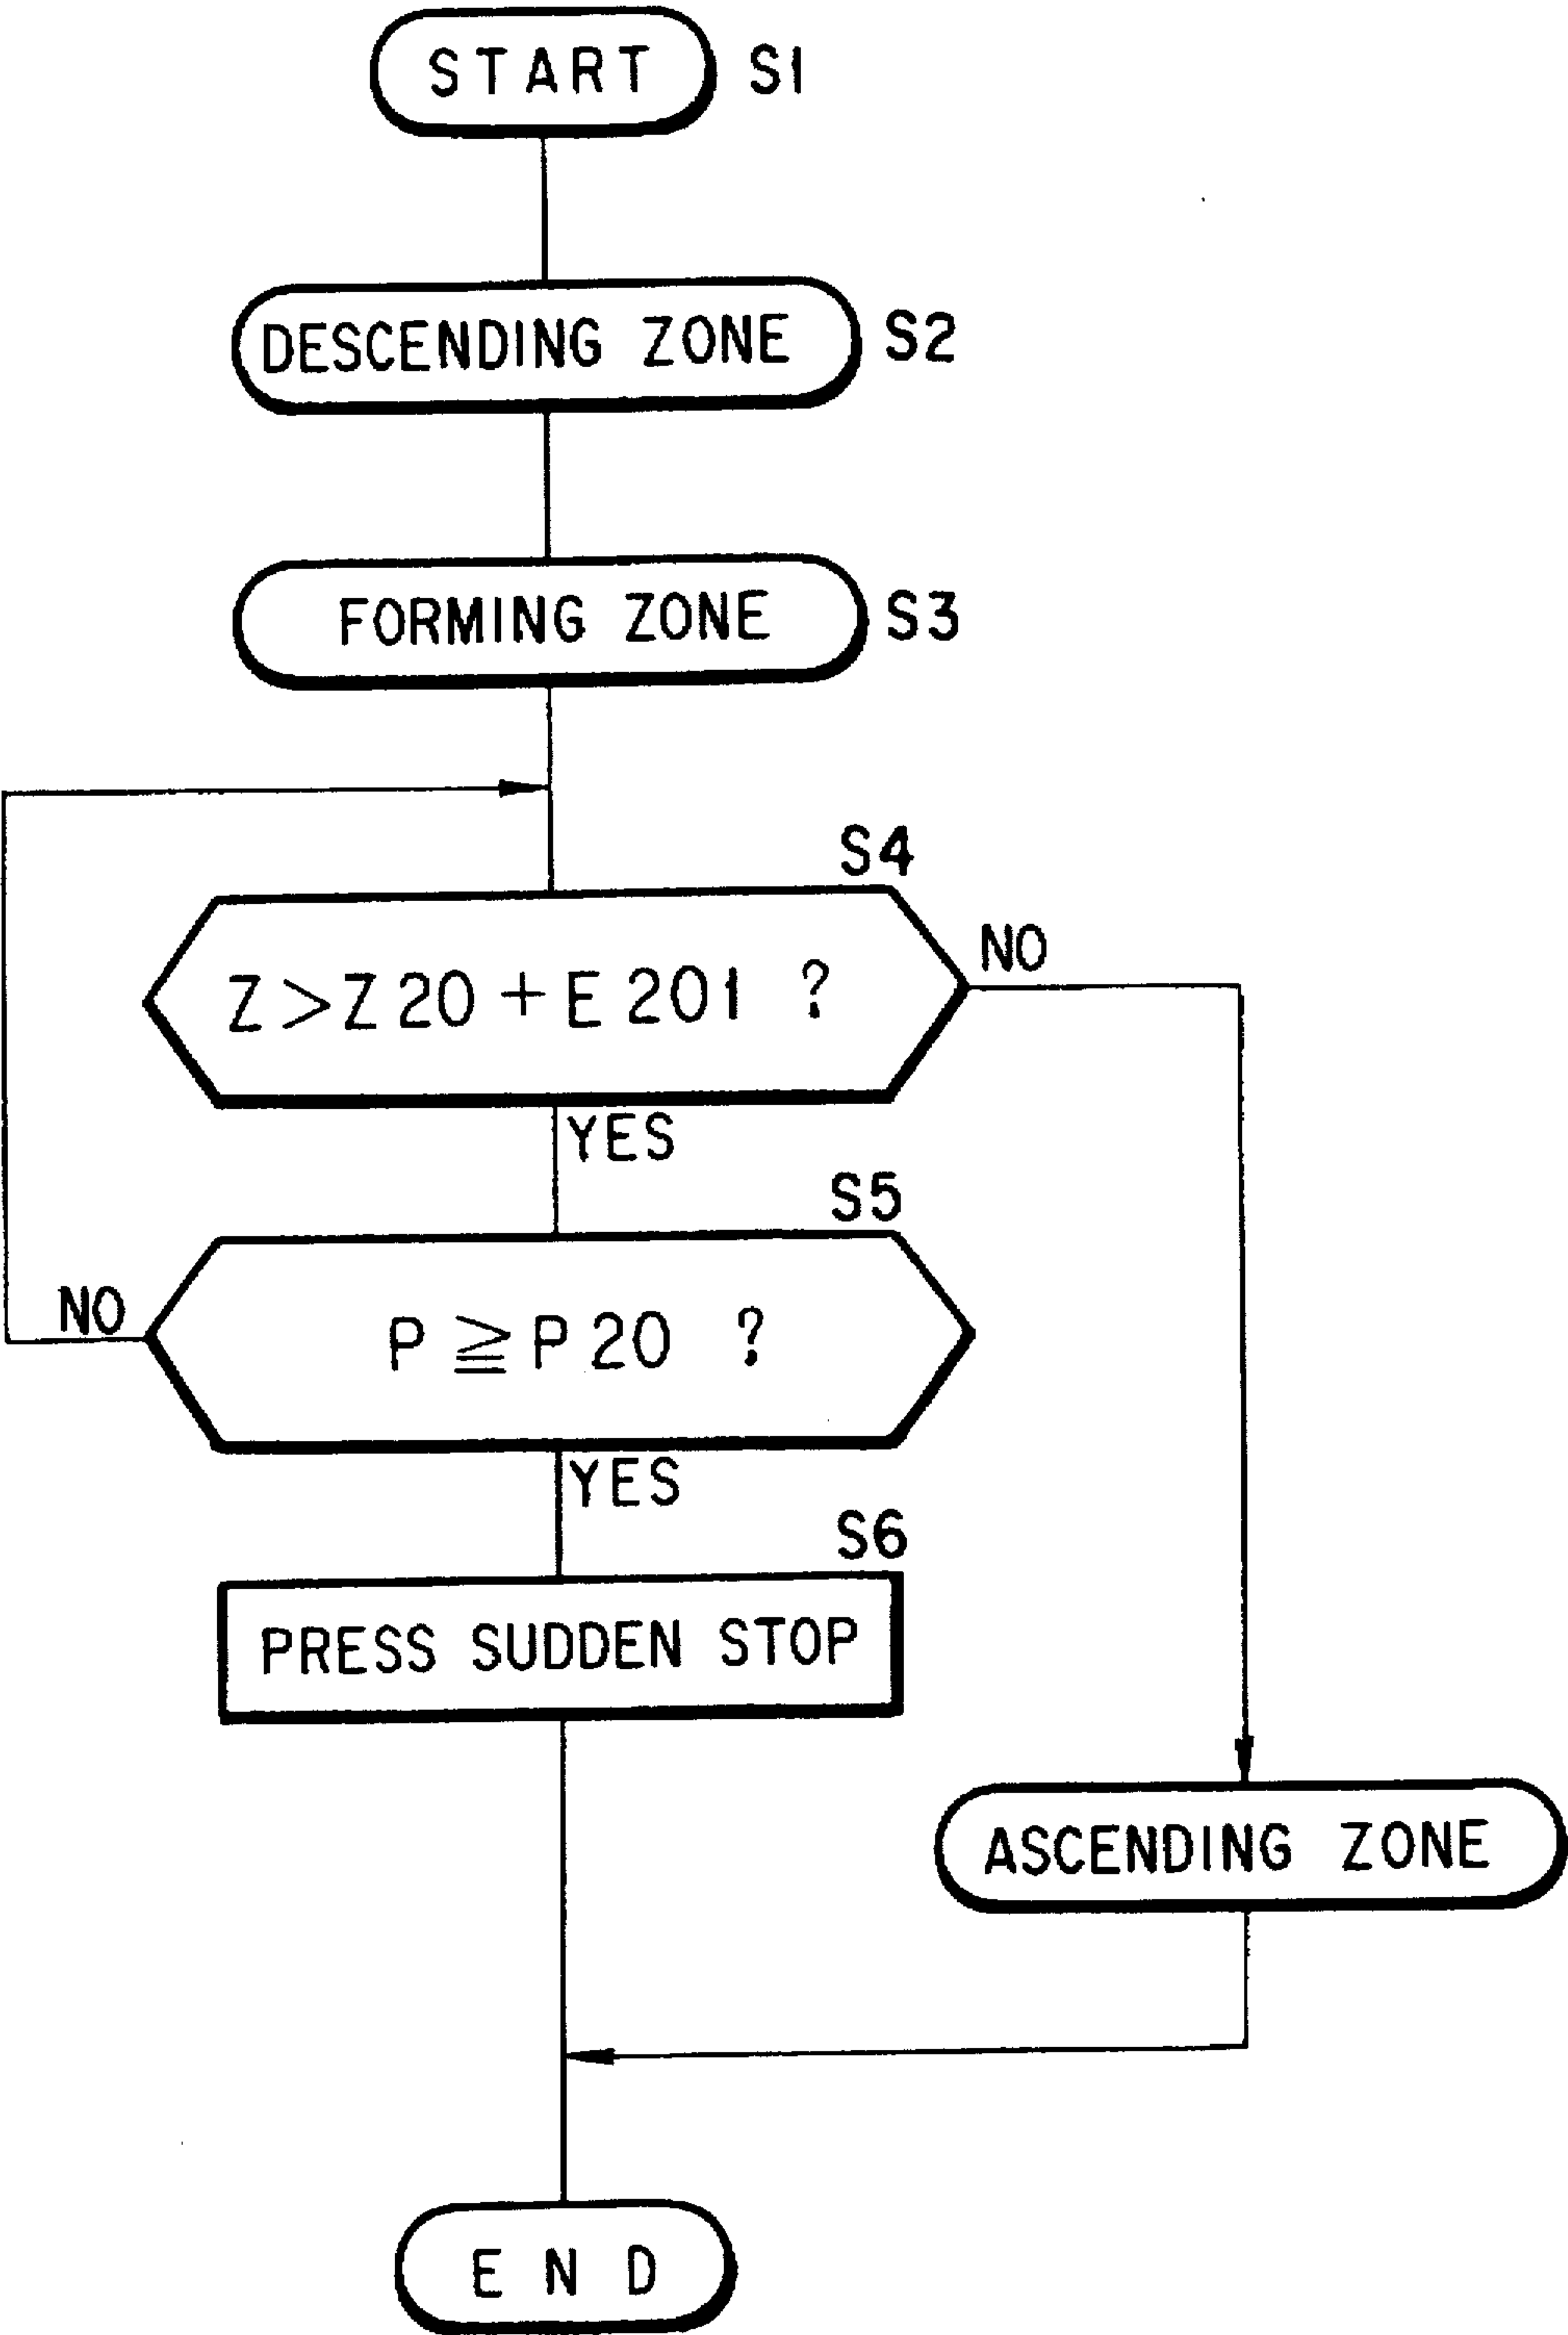 START S1
DESCENDING ZONE S2
FORMING ZONE S3
S4
Z>Z20+E201 ?
NO
YES
S5
NO
P≧P20 ?
YES
S6
PRESS SUDDEN STOP
ASCENDING ZONE
END